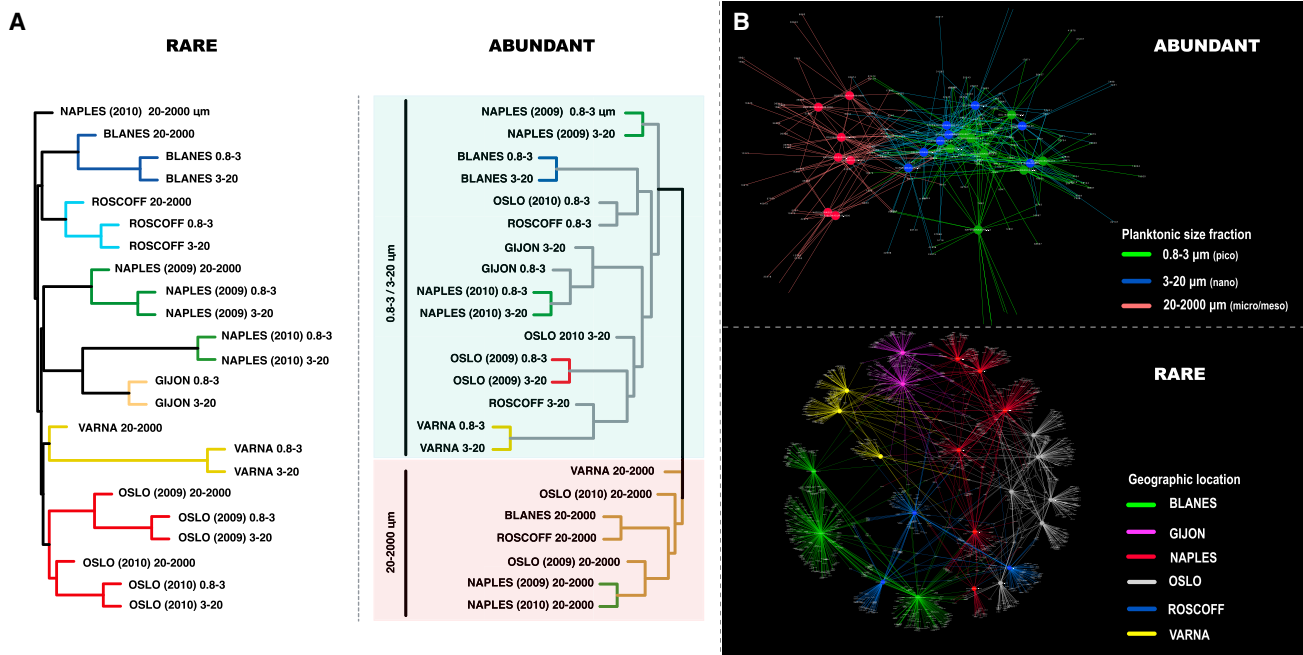 A
RARE
NAPLES (2010) 20-2000 µm
BLANES 20-2000
BLANES 0.8-3
BLANES 3-20
ROSCOFF 20-2000
ROSCOFF 0.8-3
ROSCOFF 3-20
NAPLES (2009) 20-2000
NAPLES (2009) 0.8-3
NAPLES (2009) 3-20
NAPLES (2010) 0.8-3
NAPLES (2010) 3-20
GIJON 0.8-3
GIJON 3-20
VARNA 20-2000
VARNA 0.8-3
VARNA 3-20
OSLO (2009) 20-2000
OSLO (2009) 0.8-3
OSLO (2009) 3-20
OSLO (2010) 20-2000
OSLO (2010) 0.8-3
OSLO (2010) 3-20
ABUNDANT
0.8-3 / 3-20 µm
NAPLES (2009) 0.8-3 µm
NAPLES (2009) 3-20
BLANES 0.8-3
BLANES 3-20
OSLO (2010) 0.8-3
ROSCOFF 0.8-3
GIJON 3-20
GIJON 0.8-3
NAPLES (2010) 0.8-3
NAPLES (2010) 3-20
OSLO 2010 3-20
OSLO (2009) 0.8-3
OSLO (2009) 3-20
ROSCOFF 3-20
VARNA 0.8-3
VARNA 3-20
20-2000 µm
VARNA 20-2000
OSLO (2010) 20-2000
BLANES 20-2000
ROSCOFF 20-2000
OSLO (2009) 20-2000
NAPLES (2009) 20-2000
NAPLES (2010) 20-2000
B
ABUNDANT
Planktonic size fraction
0.8-3 µm (pico)
3-20 µm (nano)
20-2000 µm (micro/meso)
RARE
Geographic location
BLANES
GIJON
NAPLES
OSLO
ROSCOFF
VARNA